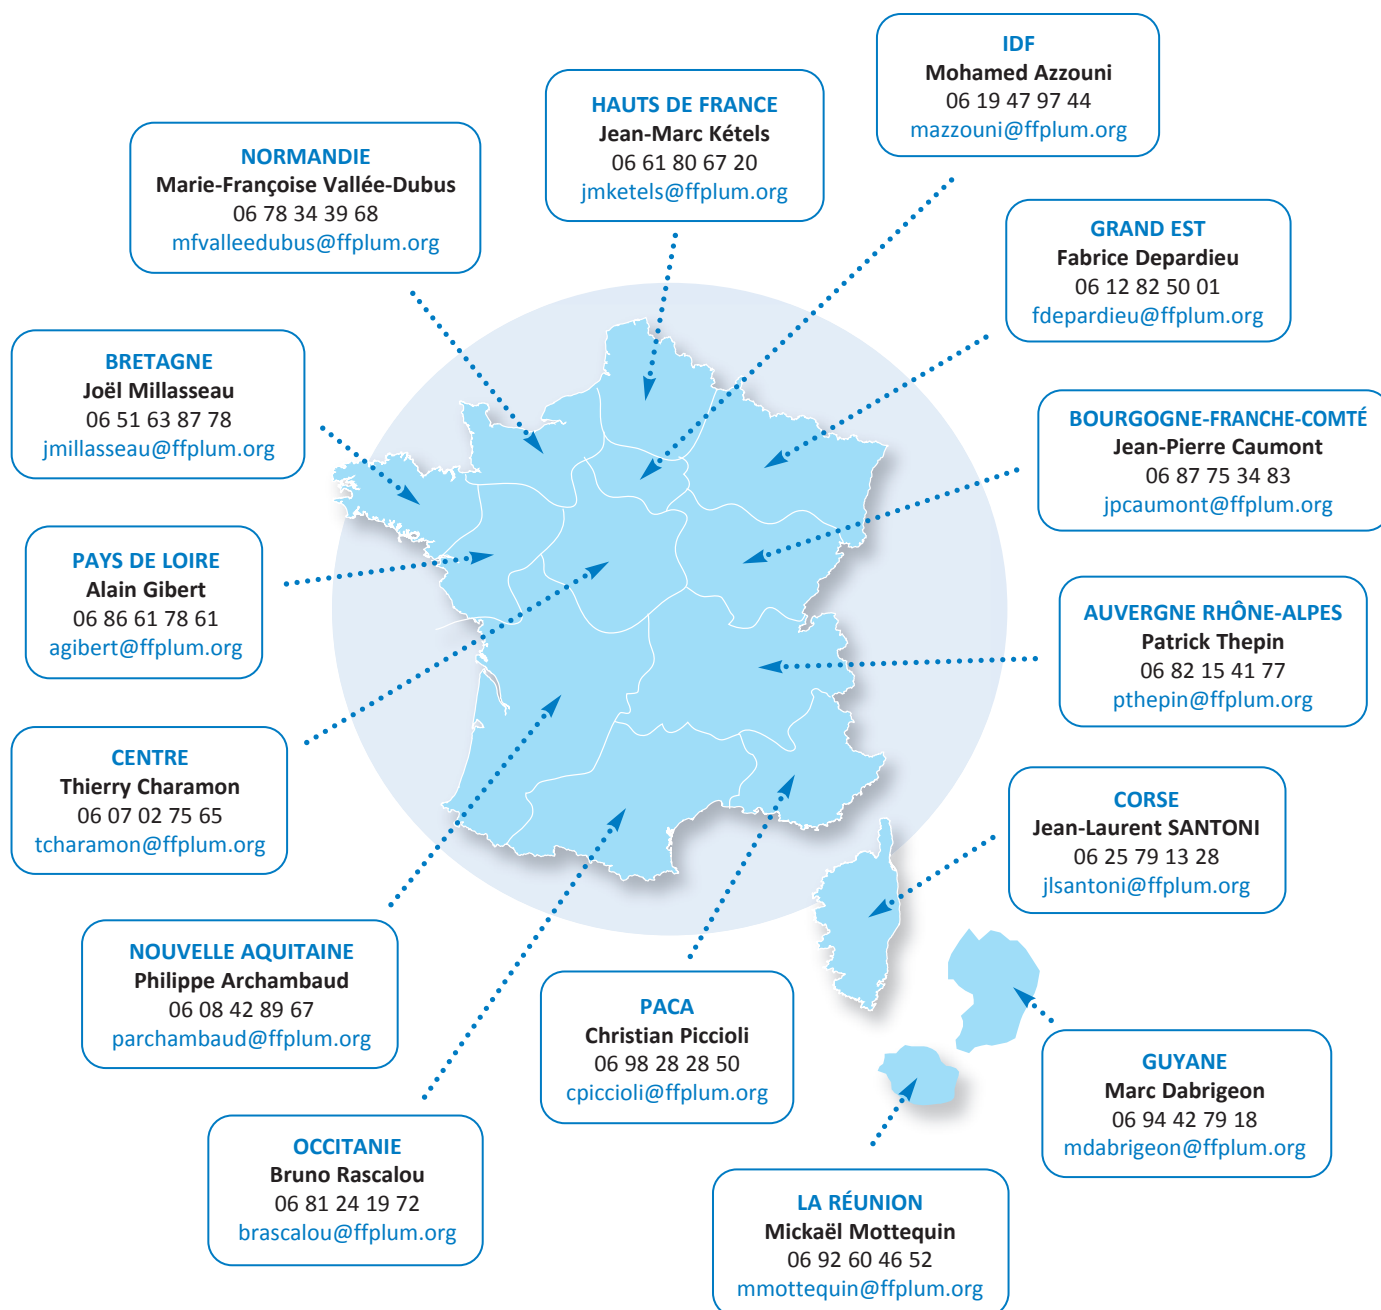 IDF
Mohamed Azzouni
06 19 47 97 44
mazzouni@ffplum.org
HAUTS DE FRANCE
Jean-Marc Kétels
06 61 80 67 20
jmketels@ffplum.org
NORMANDIE
Marie-Françoise Vallée-Dubus
06 78 34 39 68
mfvalleedubus@ffplum.org
GRAND EST
Fabrice Depardieu
06 12 82 50 01
fdepardieu@ffplum.org
BRETAGNE
Joël Millasseau
06 51 63 87 78
jmillasseau@ffplum.org
BOURGOGNE-FRANCHE-COMTÉ
Jean-Pierre Caumont
06 87 75 34 83
jpcaumont@ffplum.org
PAYS DE LOIRE
Alain Gibert
06 86 61 78 61
agibert@ffplum.org
AUVERGNE RHÔNE-ALPES
Patrick Thepin
06 82 15 41 77
pthepin@ffplum.org
CENTRE
Thierry Charamon
06 07 02 75 65
tcharamon@ffplum.org
CORSE
Jean-Laurent SANTONI
06 25 79 13 28
jlsantoni@ffplum.org
NOUVELLE AQUITAINE
Philippe Archambaud
06 08 42 89 67
parchambaud@ffplum.org
PACA
Christian Piccioli
06 98 28 28 50
cpiccioli@ffplum.org
GUYANE
Marc Dabrigeon
06 94 42 79 18
mdabrigeon@ffplum.org
OCCITANIE
Bruno Rascalou
06 81 24 19 72
brascalou@ffplum.org
LA RÉUNION
Mickaël Mottequin
06 92 60 46 52
mmottequin@ffplum.org